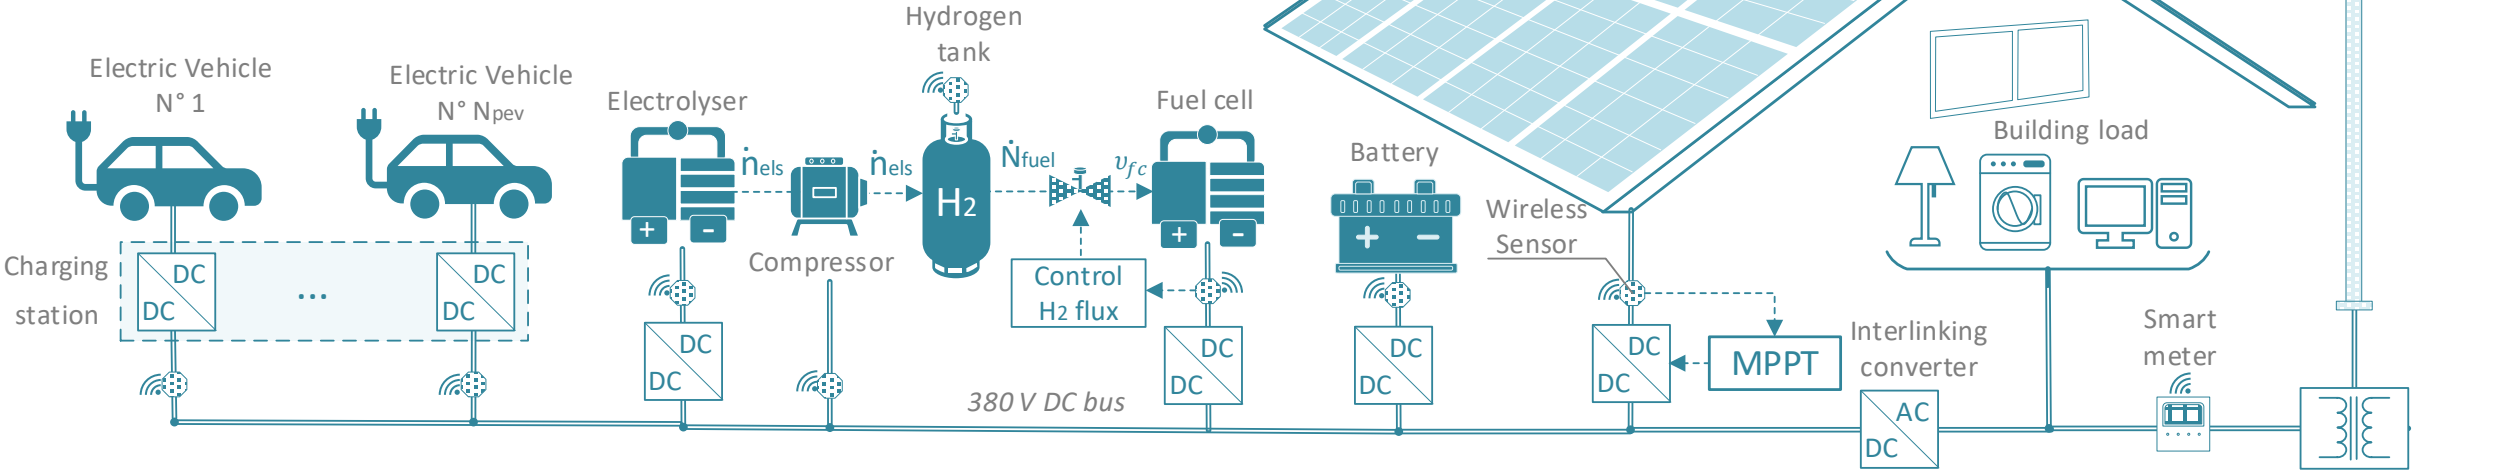 Electric Vehicle
N° 1
Electric Vehicle
N° Npev
Electrolyser
ṅels
ṅels
Hydrogen
tank
H2
Ṅfuel
υfc
Fuel cell
+ -
+ -
Battery
+ −
Wireless
Sensor
Building load
Charging
station
DC
DC
...
DC
DC
Compressor
Control
H2 flux
DC
DC
DC
DC
DC
DC
DC
DC
MPPT
Interlinking
converter
AC
DC
Smart
meter
380 V DC bus